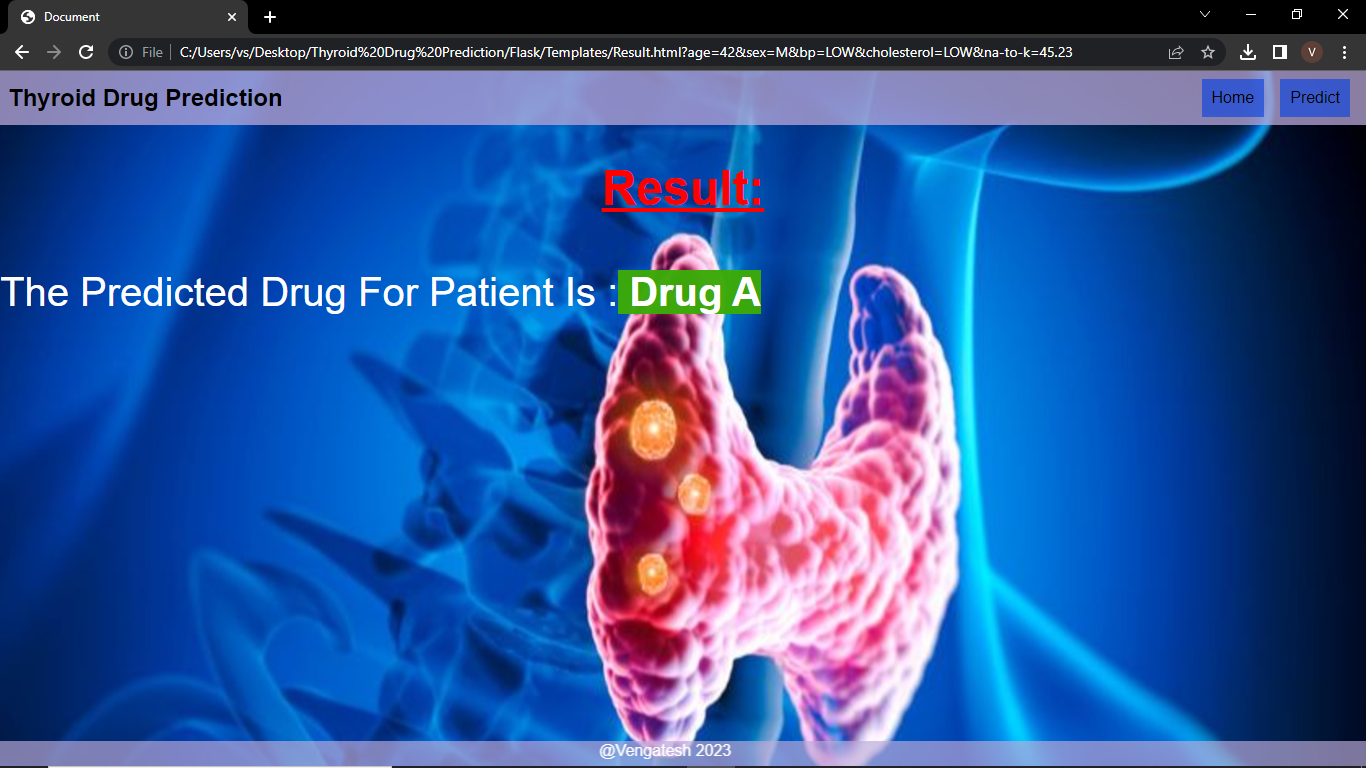 Document
File
C:/Users/vs/Desktop/Thyroid%20Drug%20Prediction/Flask/Templates/Result.html?age=42&sex=M&bp=LOW&cholesterol=LOW&na-to-k=45.23
V
Thyroid Drug Prediction
Home
Predict
Result:
The Predicted Drug For Patient Is : Drug A
@Vengatesh 2023